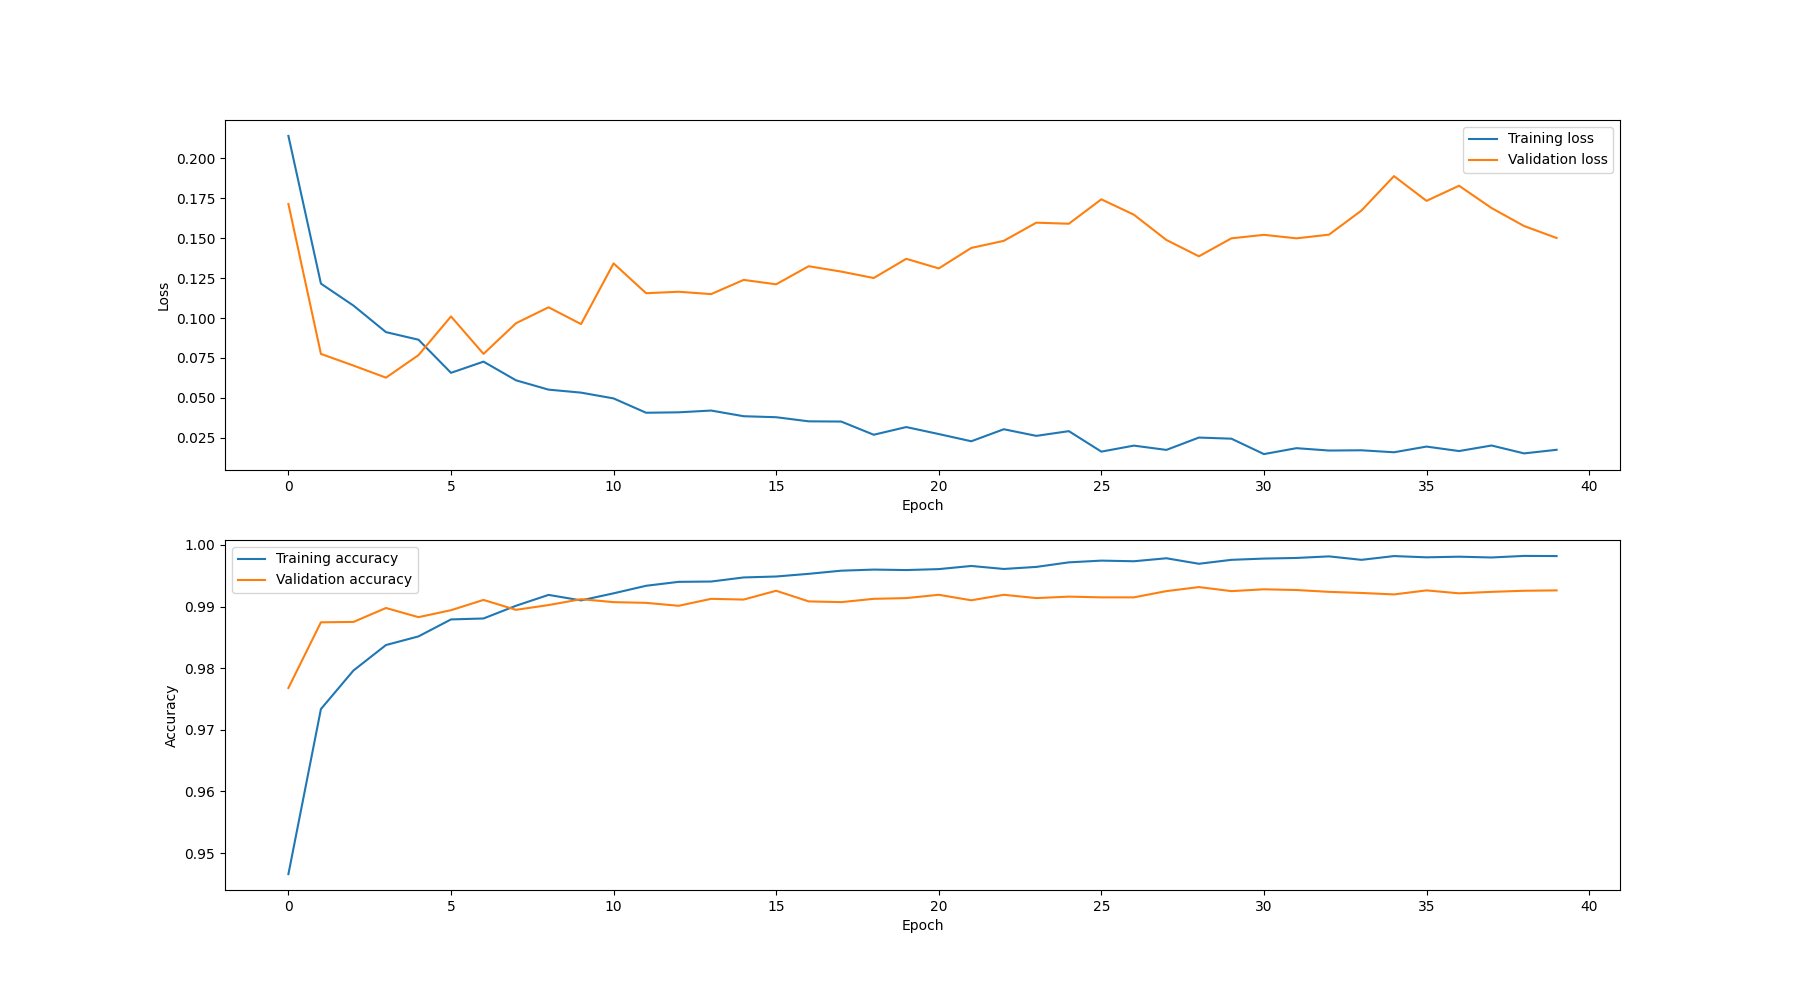 Training loss
Validation loss
0.200
0.175
0.150
0.125
0.100
0.075
0.050
0.025
Loss
0 5 10 15 20 25 30 35 40
Epoch
Training accuracy
Validation accuracy
1.00
0.99
0.98
0.97
0.96
0.95
Accuracy
0 5 10 15 20 25 30 35 40
Epoch